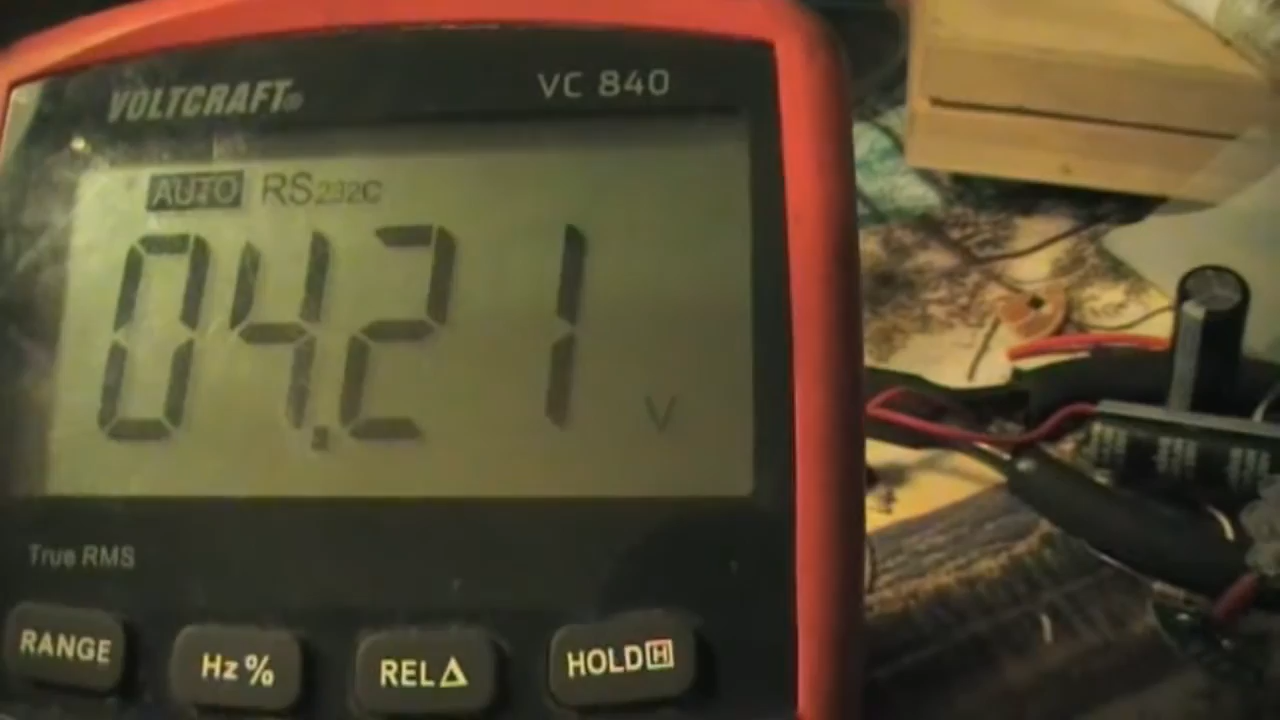 VOLTCRAFT®
VC 840
AUTO RS232C
04.21 V
True RMS
RANGE
Hz %
REL Δ
HOLD H